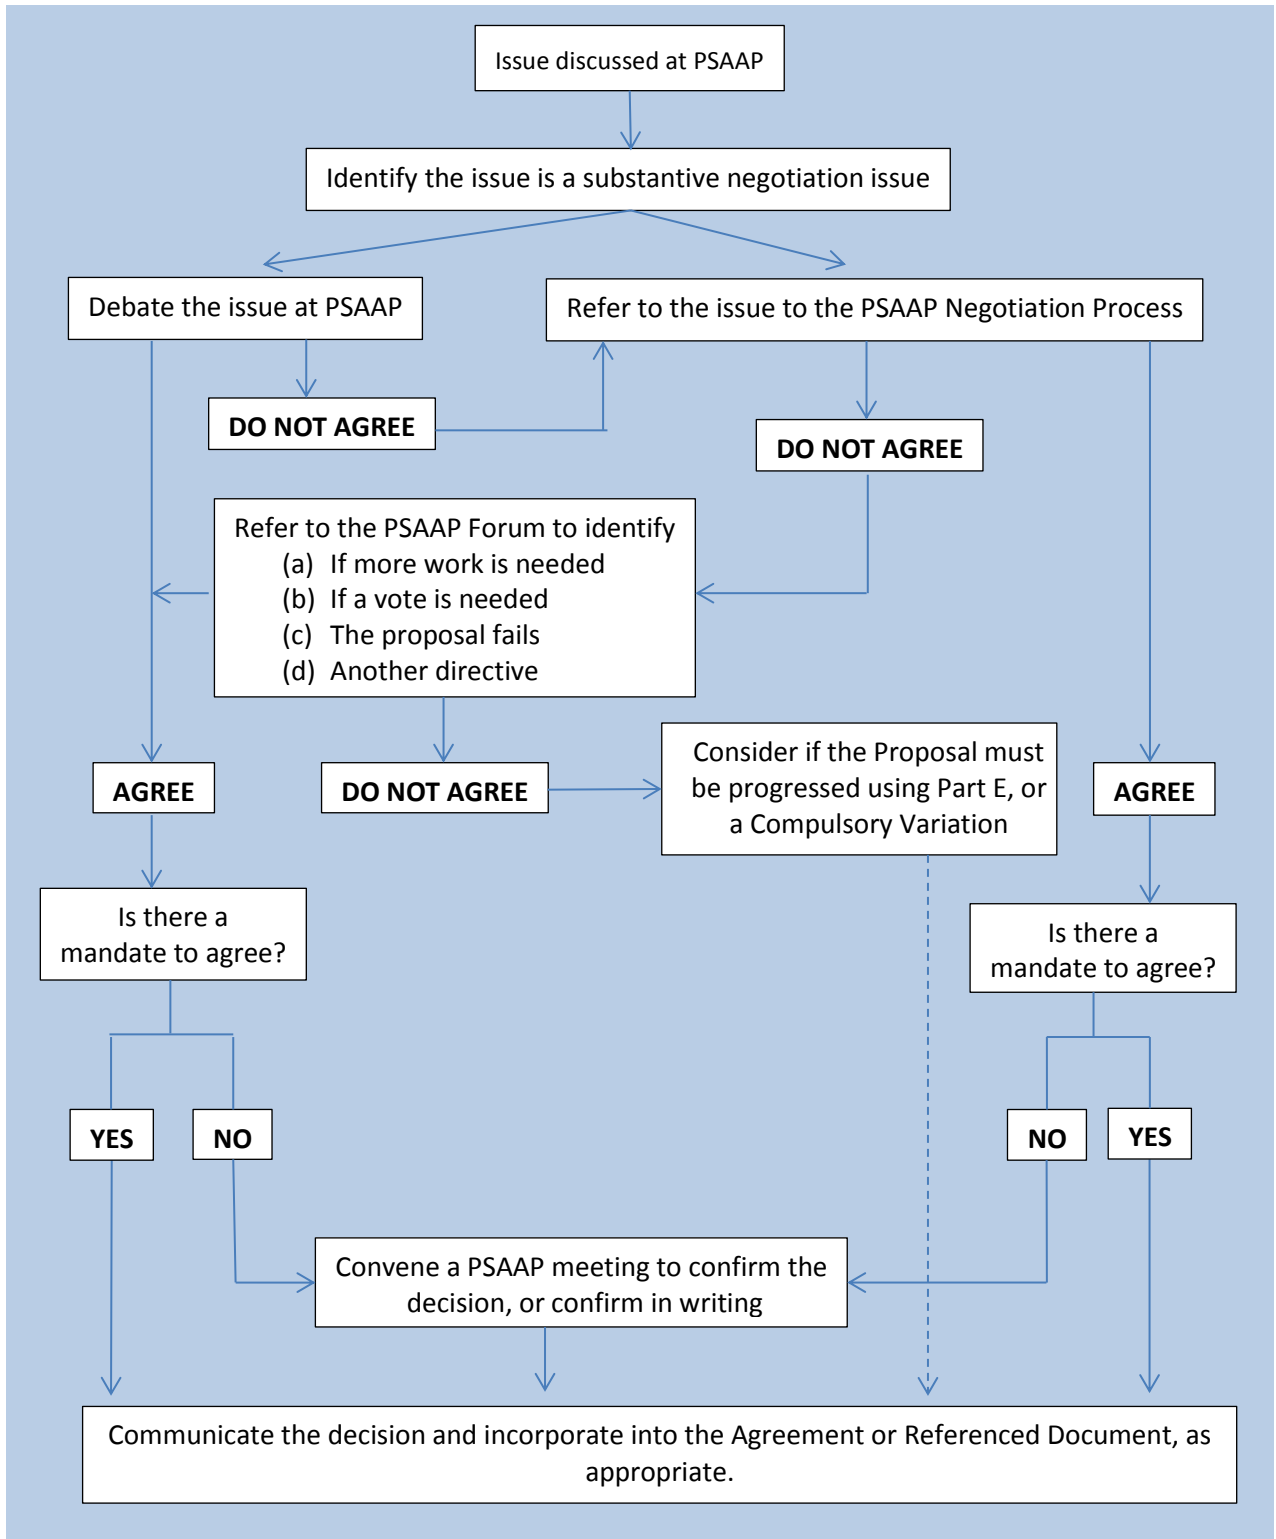 Issue discussed at PSAAP
Identify the issue is a substantive negotiation issue
Debate the issue at PSAAP
Refer to the issue to the PSAAP Negotiation Process
DO NOT AGREE
DO NOT AGREE
Refer to the PSAAP Forum to identify
(a) If more work is needed
(b) If a vote is needed
(c) The proposal fails
(d) Another directive
AGREE
DO NOT AGREE
Consider if the Proposal must
be progressed using Part E, or
a Compulsory Variation
AGREE
Is there a
mandate to agree?
Is there a
mandate to agree?
YES
NO
NO
YES
Convene a PSAAP meeting to confirm the
decision, or confirm in writing
Communicate the decision and incorporate into the Agreement or Referenced Document, as
appropriate.